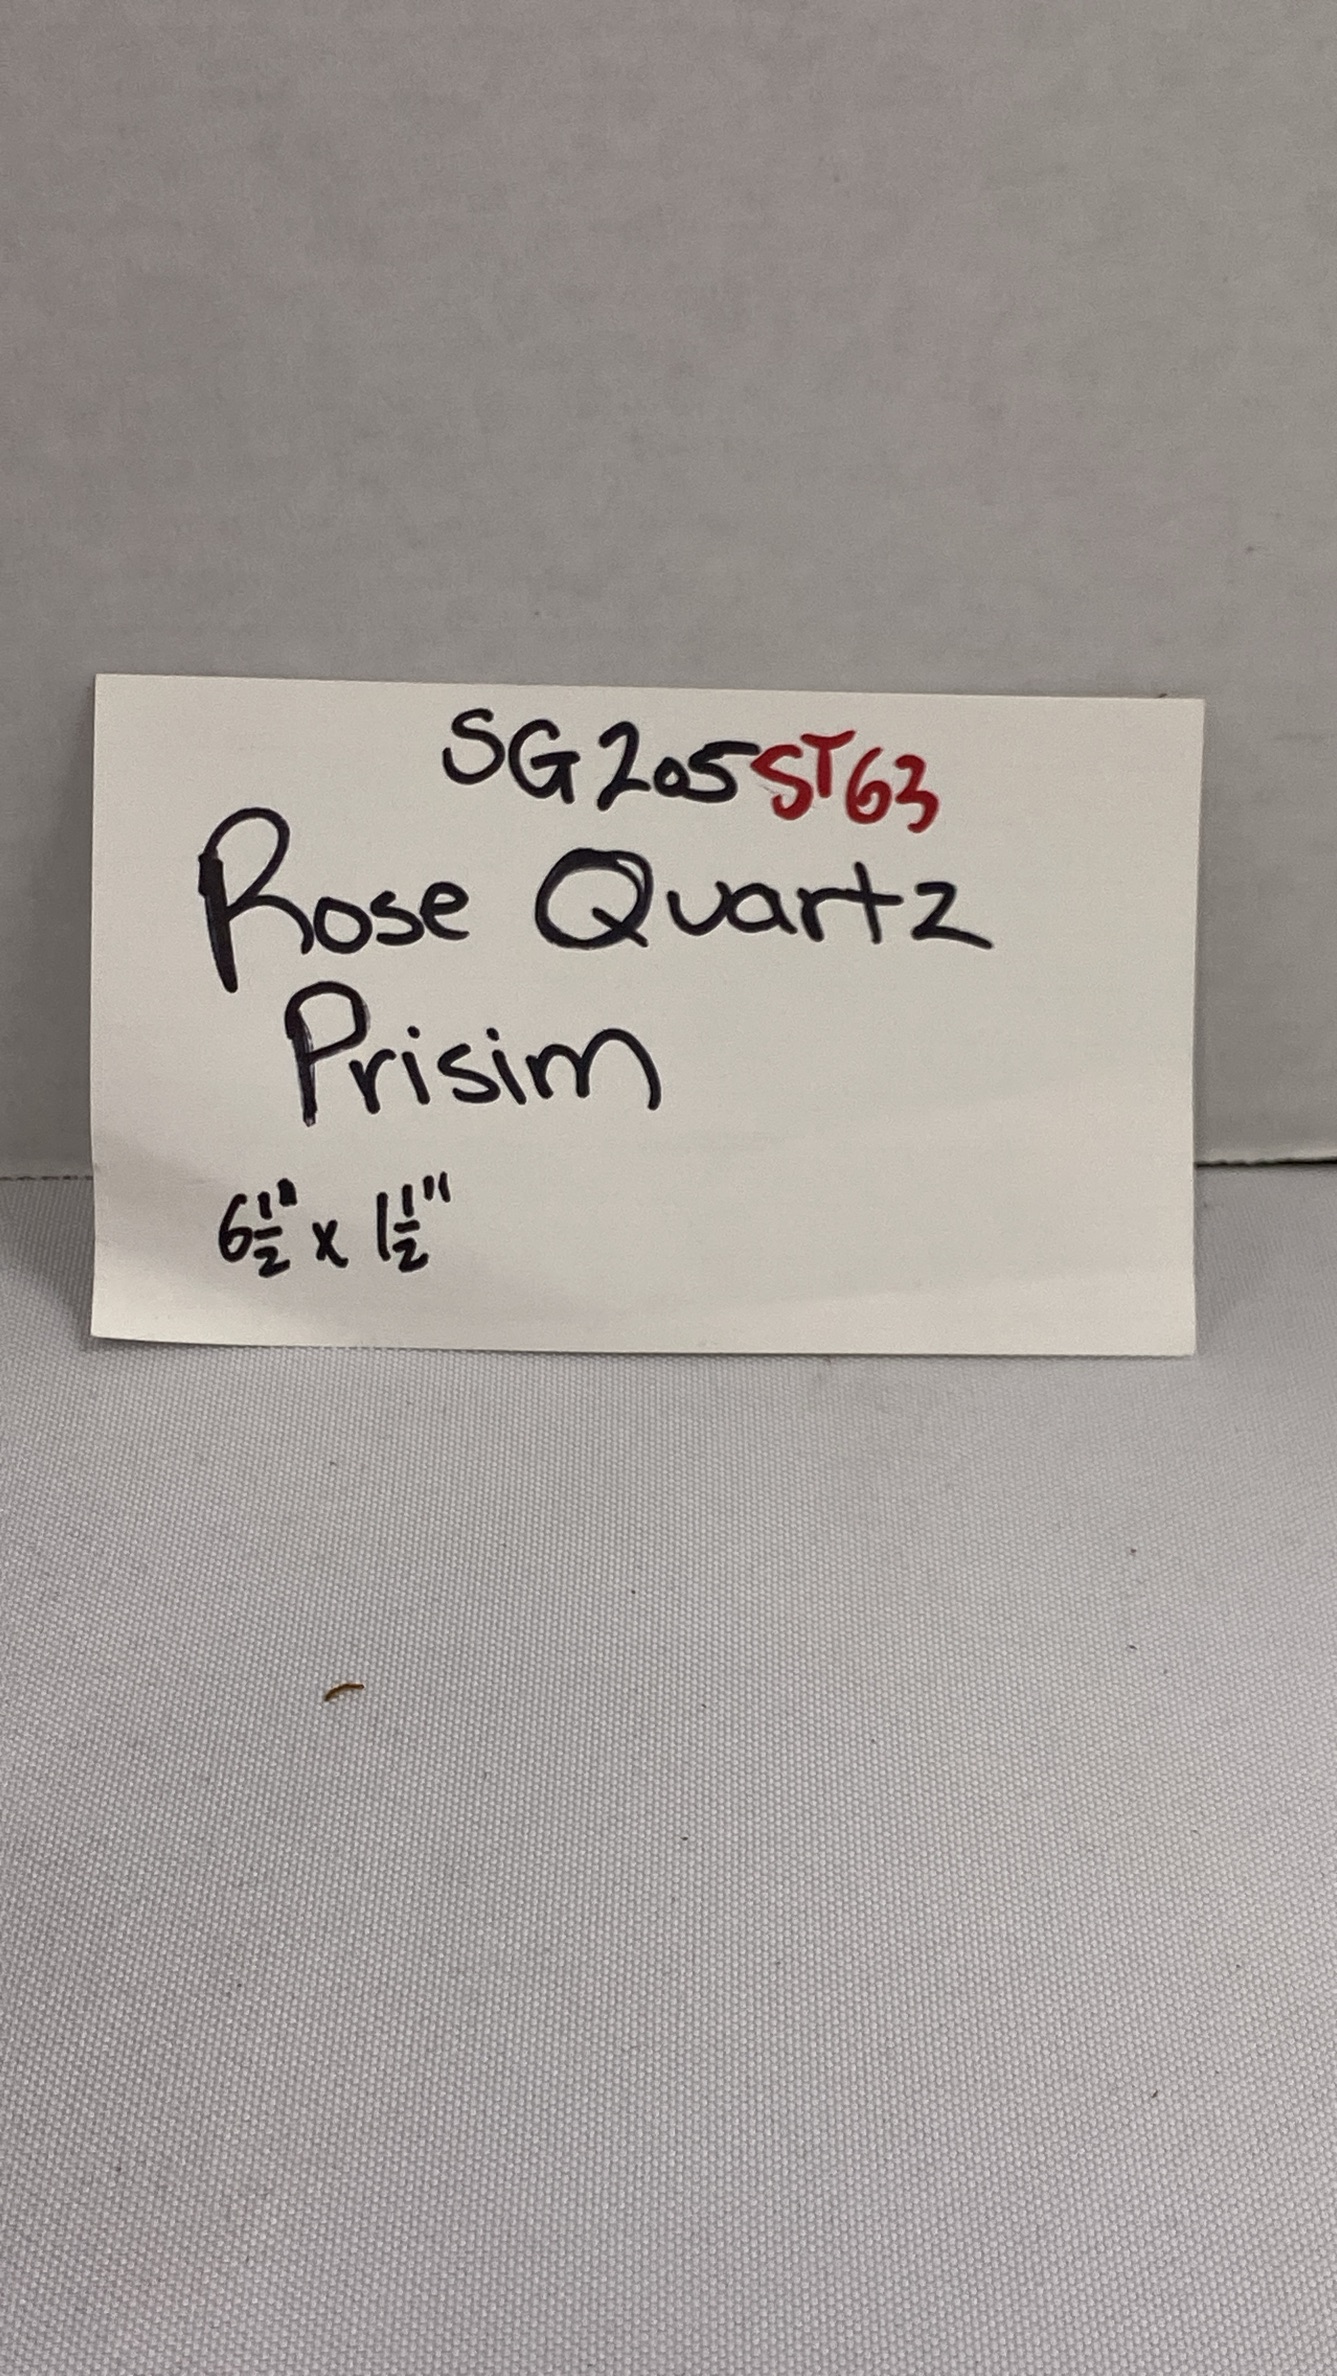 SG205ST63
Rose Quartz
Prisim
6½" x 1½"